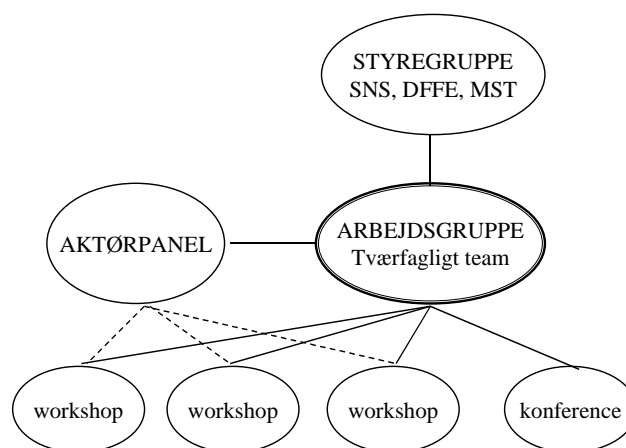 STYREGRUPPE
SNS, DFFE, MST
AKTØRPANEL
ARBEJDSGRUPPE
Tværfagligt team
workshop
workshop
workshop
konference